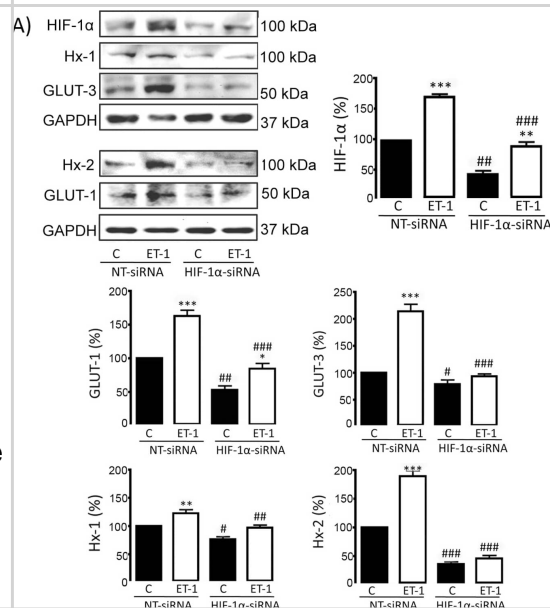 A)
HIF-1α 100 kDa
Hx-1 100 kDa
GLUT-3 50 kDa
GAPDH 37 kDa
Hx-2 100 kDa
GLUT-1 50 kDa
GAPDH 37 kDa
C ET-1 C ET-1
NT-siRNA HIF-1α-siRNA
HIF-1α (%)
200
150
100
50
0
***
##
###
**
C ET-1 C ET-1
NT-siRNA HIF-1α-siRNA
GLUT-1 (%)
200
150
100
50
0
***
##
###
*
C ET-1 C ET-1
NT-siRNA HIF-1α-siRNA
GLUT-3 (%)
250
200
150
100
50
0
***
#
###
C ET-1 C ET-1
NT-siRNA HIF-1α-siRNA
Hx-1 (%)
200
150
100
50
0
**
#
##
C ET-1 C ET-1
NT-siRNA HIF-1α-siRNA
Hx-2 (%)
200
150
100
50
0
***
###
###
C ET-1 C ET-1
NT-siRNA HIF-1α-siRNA